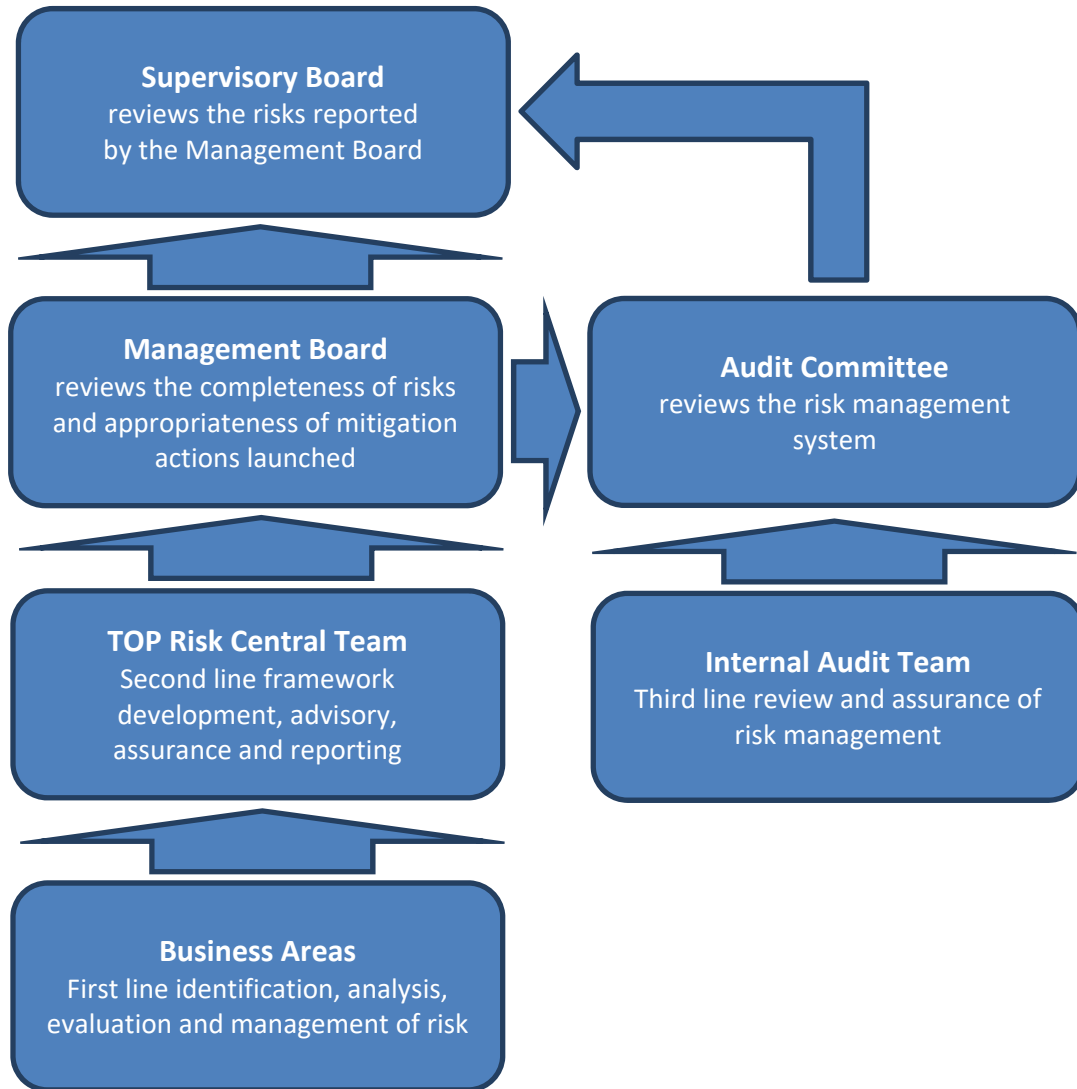 Supervisory Board
reviews the risks reported
by the Management Board
Management Board
reviews the completeness of risks
and appropriateness of mitigation
actions launched
Audit Committee
reviews the risk management
system
TOP Risk Central Team
Second line framework
development, advisory,
assurance and reporting
Internal Audit Team
Third line review and assurance of
risk management
Business Areas
First line identification, analysis,
evaluation and management of risk